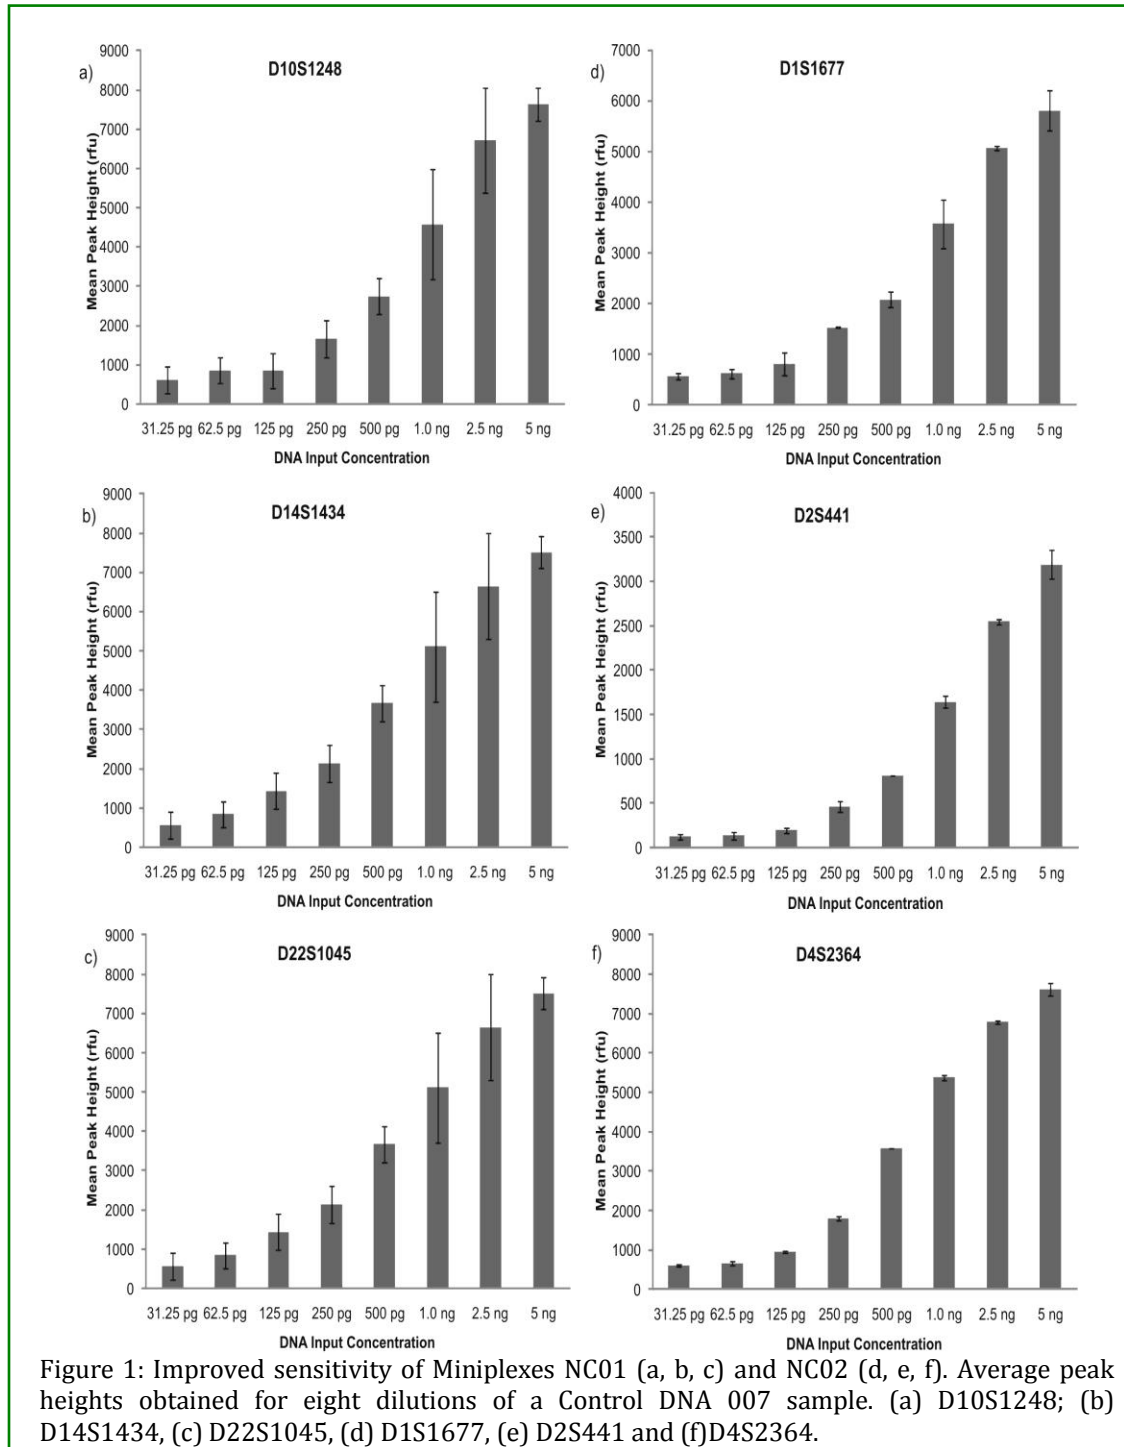 a)
D10S1248
Mean Peak Height (rfu)
9000
8000
7000
6000
5000
4000
3000
2000
1000
0
31.25 pg 62.5 pg 125 pg 250 pg 500 pg 1.0 ng 2.5 ng 5 ng
DNA Input Concentration
d)
D1S1677
Mean Peak Height (rfu)
7000
6000
5000
4000
3000
2000
1000
0
31.25 pg 62.5 pg 125 pg 250 pg 500 pg 1.0 ng 2.5 ng 5 ng
DNA Input Concentration
b)
D14S1434
Mean Peak Height (rfu)
9000
8000
7000
6000
5000
4000
3000
2000
1000
0
31.25 pg 62.5 pg 125 pg 250 pg 500 pg 1.0 ng 2.5 ng 5 ng
DNA Input Concentration
e)
D2S441
Mean Peak Height (rfu)
4000
3500
3000
2500
2000
1500
1000
500
0
31.25 pg 62.5 pg 125 pg 250 pg 500 pg 1.0 ng 2.5 ng 5 ng
DNA Input Concentration
c)
D22S1045
Mean Peak Height (rfu)
9000
8000
7000
6000
5000
4000
3000
2000
1000
0
31.25 pg 62.5 pg 125 pg 250 pg 500 pg 1.0 ng 2.5 ng 5 ng
DNA Input Concentration
f)
D4S2364
Mean Peak Height (rfu)
9000
8000
7000
6000
5000
4000
3000
2000
1000
0
31.25 pg 62.5 pg 125 pg 250 pg 500 pg 1.0 ng 2.5 ng 5 ng
DNA Input Concentration
Figure 1: Improved sensitivity of Miniplexes NC01 (a, b, c) and NC02 (d, e, f). Average peak
heights obtained for eight dilutions of a Control DNA 007 sample. (a) D10S1248; (b)
D14S1434, (c) D22S1045, (d) D1S1677, (e) D2S441 and (f)D4S2364.